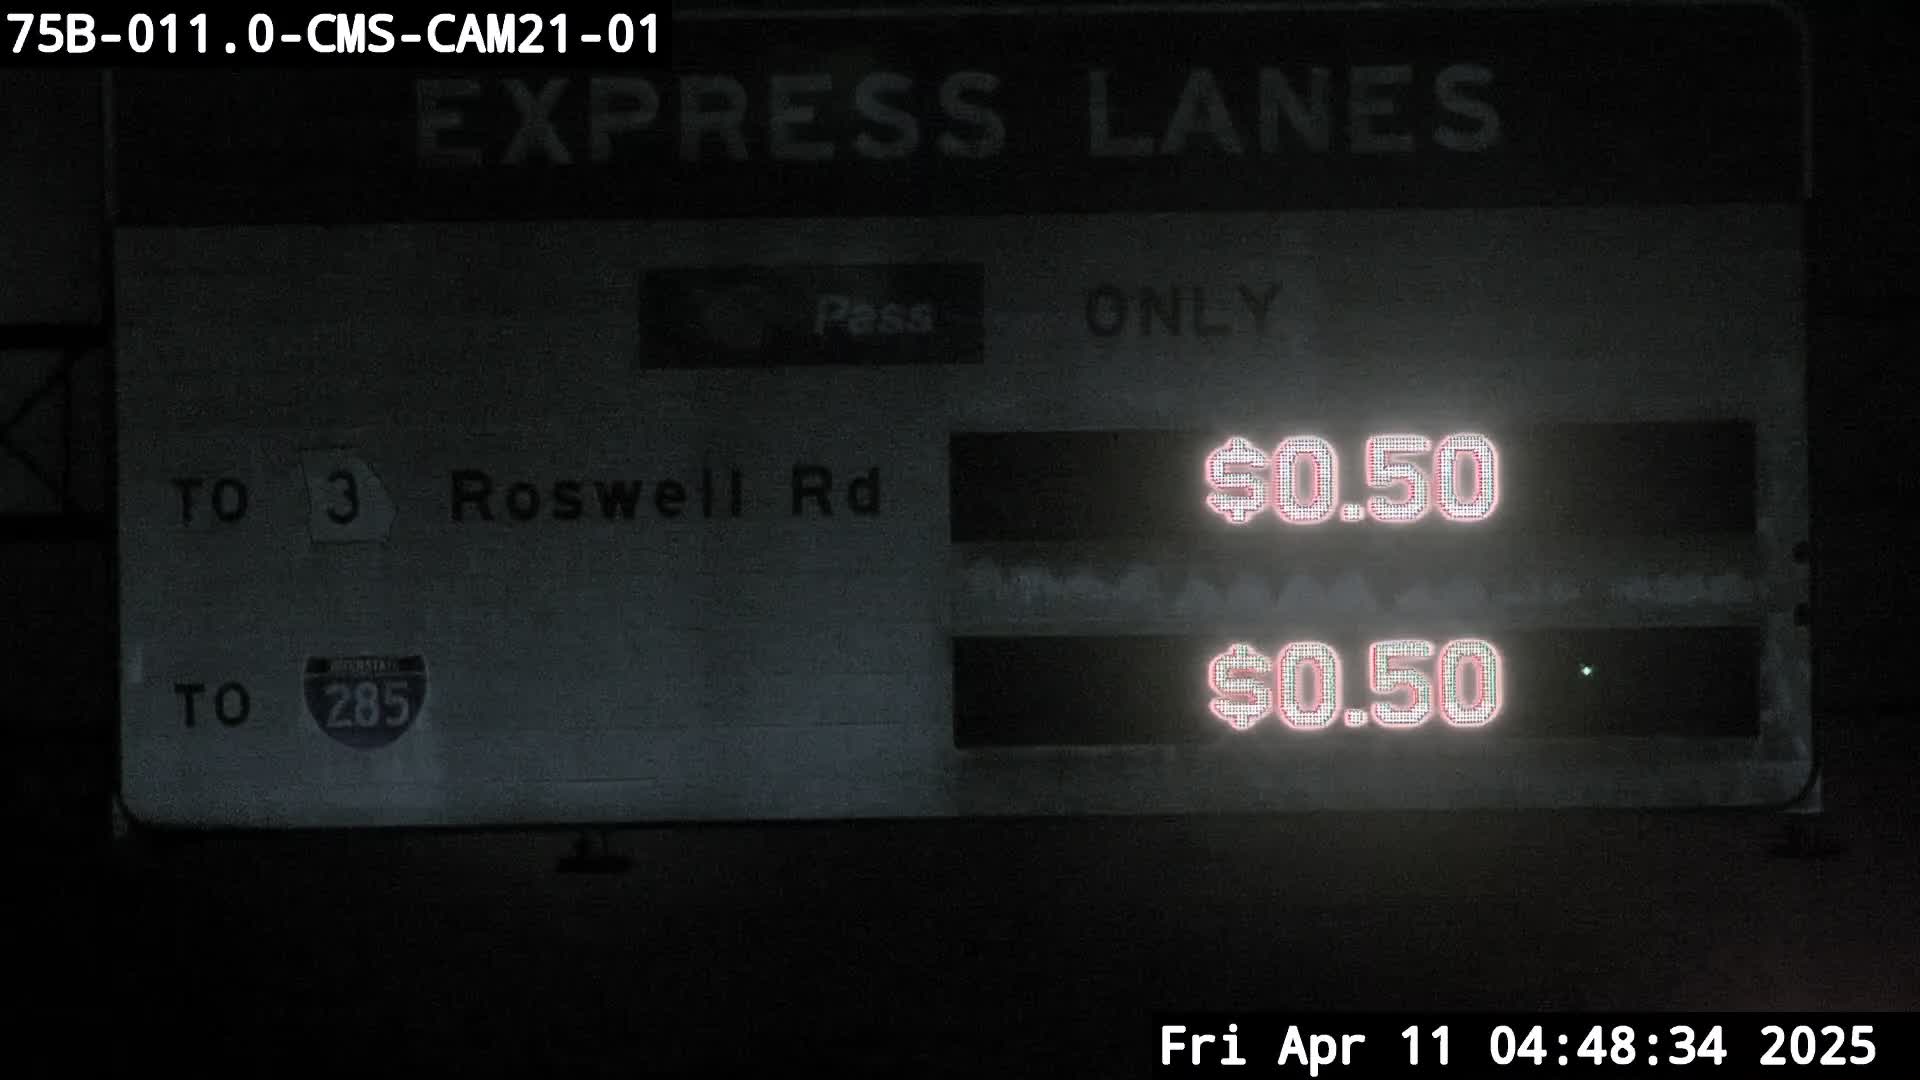 75B-011.0-CMS-CAM21-01
EXPRESS LANES
Pass ONLY
TO 3 Roswell Rd $0.50
INTERSTATE
TO 285 $0.50
Fri Apr 11 04:48:34 2025